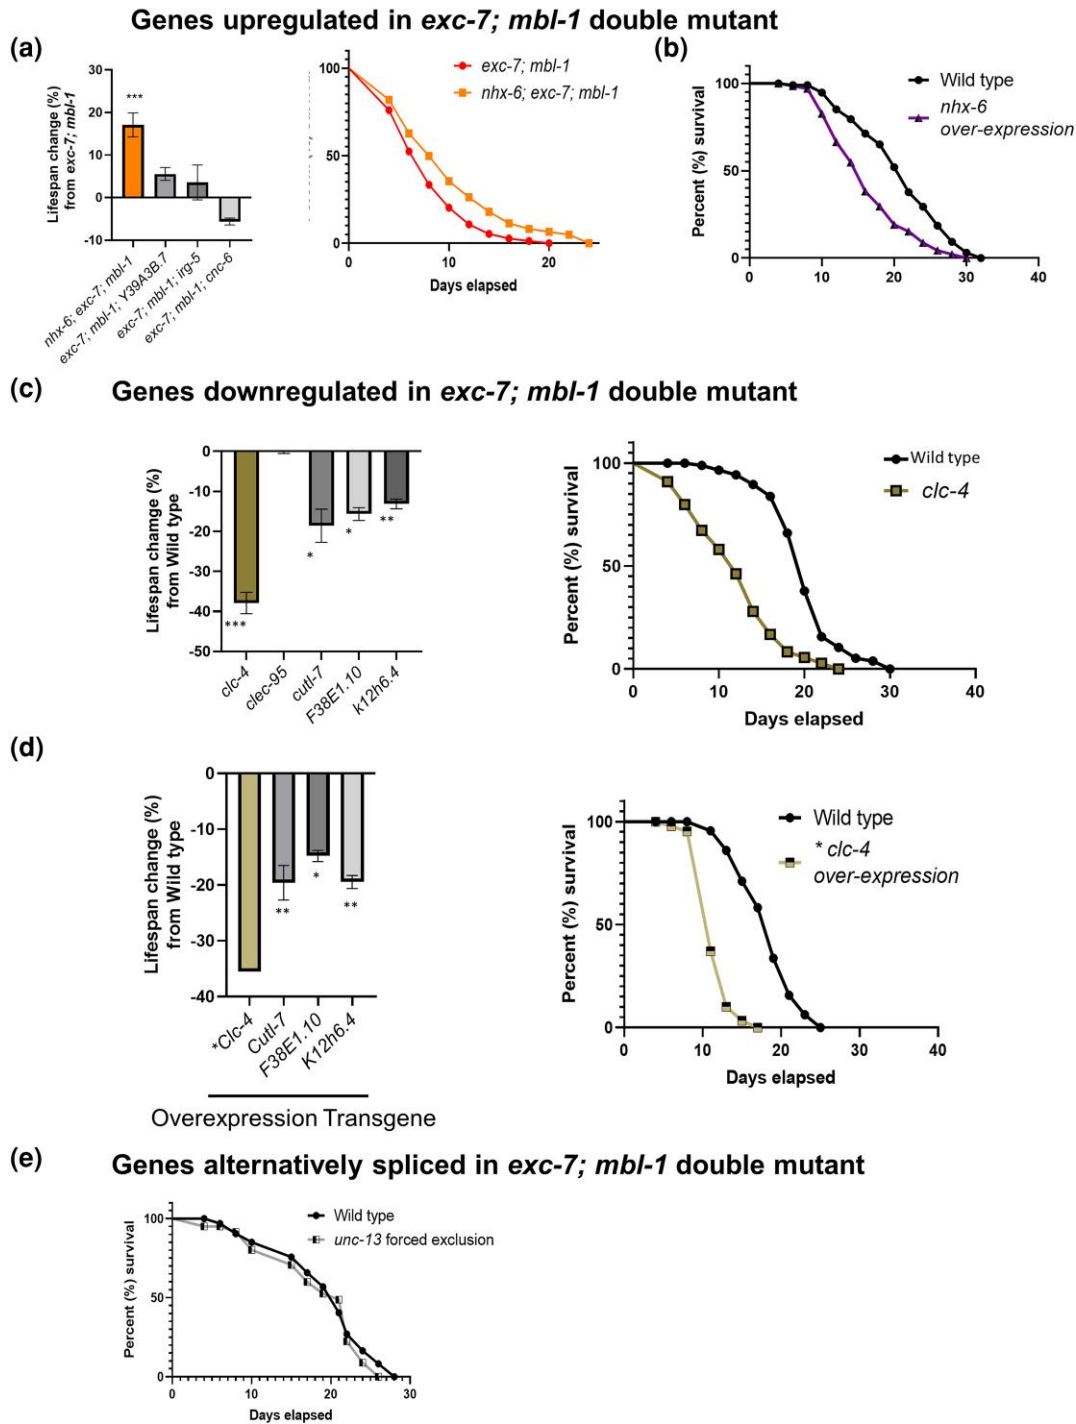 Genes upregulated in exc-7; mbl-1 double mutant
(a)
Lifespan change (%)
from exc-7; mbl-1
30
20
10
0
-10
***
nhx-6; exc-7; mbl-1
exc-7; mbl-1; Y39A3B.7
exc-7; mbl-1; irg-5
exc-7; mbl-1; cnc-6
100
50
0
0
10
20
Days elapsed
exc-7; mbl-1
nhx-6; exc-7; mbl-1
(b)
Percent (%) survival
100
50
0
0
10
20
30
40
Days elapsed
Wild type
nhx-6
over-expression
(c)
Genes downregulated in exc-7; mbl-1 double mutant
Lifespan chamge (%)
from Wild type
0
-10
-20
-30
-40
-50
***
*
*
**
clc-4
clec-95
cutl-7
F38E1.10
k12h6.4
Percent (%) survival
100
50
0
0
10
20
30
40
Days elapsed
Wild type
clc-4
(d)
Lifespan change (%)
from Wild type
0
-10
-20
-30
-40
**
*
**
*Clc-4
Cutl-7
F38E1.10
K12h6.4
Overexpression Transgene
Percent (%) survival
100
50
0
0
10
20
30
40
Days elapsed
Wild type
* clc-4
over-expression
(e)
Genes alternatively spliced in exc-7; mbl-1 double mutant
Percent (%) survival
100
50
0
0
10
20
30
Days elapsed
Wild type
unc-13 forced exclusion